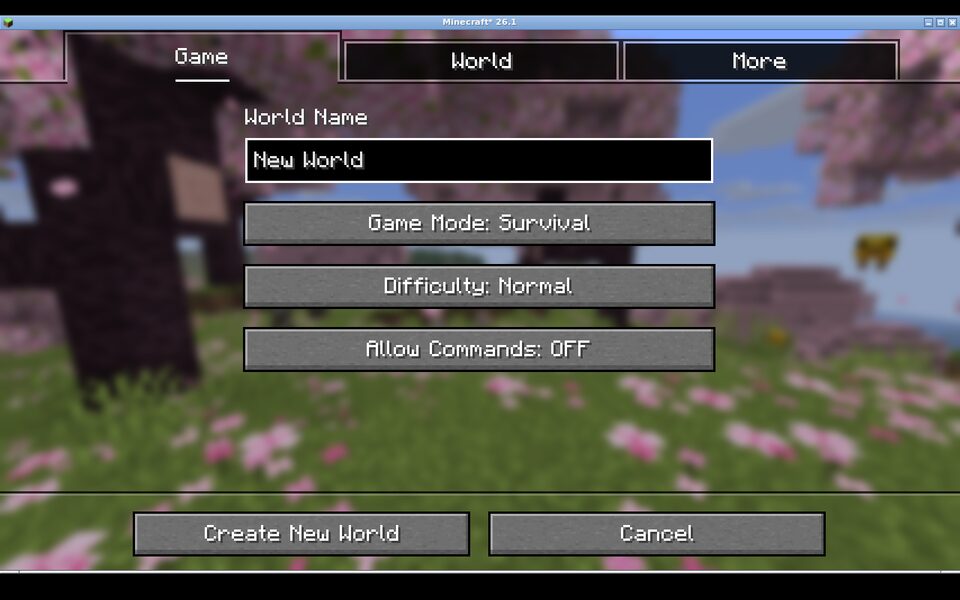 Minecraft* 26.1
Game
World
More
World Name
New World
Game Mode: Survival
Difficulty: Normal
Allow Commands: OFF
Create New World
Cancel